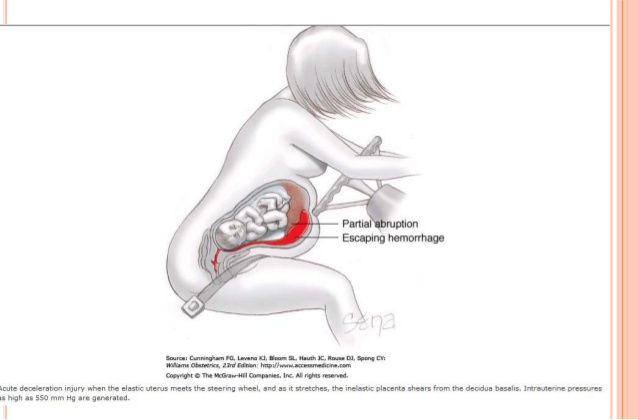 Partial abruption
Escaping hemorrhage
Sena
Source: Cunningham FG, Leveno KJ, Bloom SL, Hauth JC, Rouse DJ, Spong CY:
Williams Obstetrics, 23rd Edition: http://www.accessmedicine.com
Copyright © The McGraw-Hill Companies, Inc. All rights reserved.
Acute deceleration injury when the elastic uterus meets the steering wheel, and as it stretches, the inelastic placenta shears from the decidua basalis. Intrauterine pressures
as high as 550 mm Hg are generated.